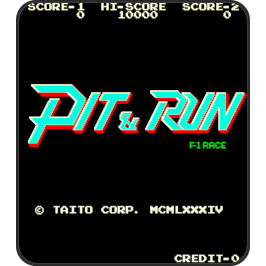 SCORE-1 HI-SCORE SCORE-2
0 10000 0
PIT & RUN
F-1 RACE
© TAITO CORP. MCMLXXXIV
CREDIT-0